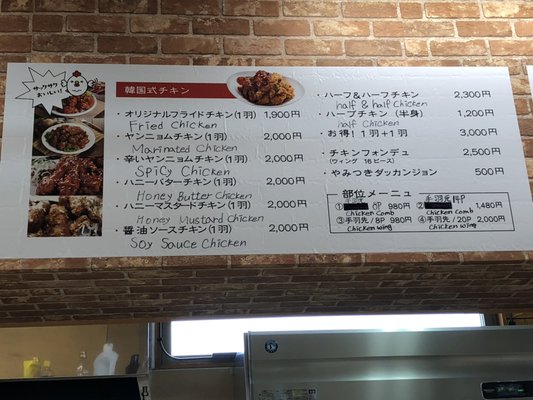 サックサク
おいしい!
韓国式チキン
・オリジナルフライドチキン(1羽) 1,900円
Fried Chicken
・ヤンニョムチキン(1羽) 2,000円
Marinated Chicken
・辛いヤンニョムチキン(1羽) 2,000円
Spicy Chicken
・ハニーバターチキン(1羽) 2,000円
Honey Butter Chicken
・ハニーマスタードチキン(1羽) 2,000円
Honey Mustard Chicken
・醤油ソースチキン(1羽) 2,000円
Soy Sauce Chicken
・ハーフ&ハーフチキン 2,300円
half & half Chicken
・ハーフチキン (半身) 1,200円
half Chicken
・お得!1羽+1羽 3,000円
・チキンフォンデュ 2,500円
(ウィング 16ピース)
・やみつきダッカンジョン 500円
部位メニュー
① 8P 980円
Chicken Comb
② 手羽先 14P 1,480円
Chicken Comb
③手羽先/8P 980円
Chicken wing
④手羽先/20P 2,000円
Chicken wing